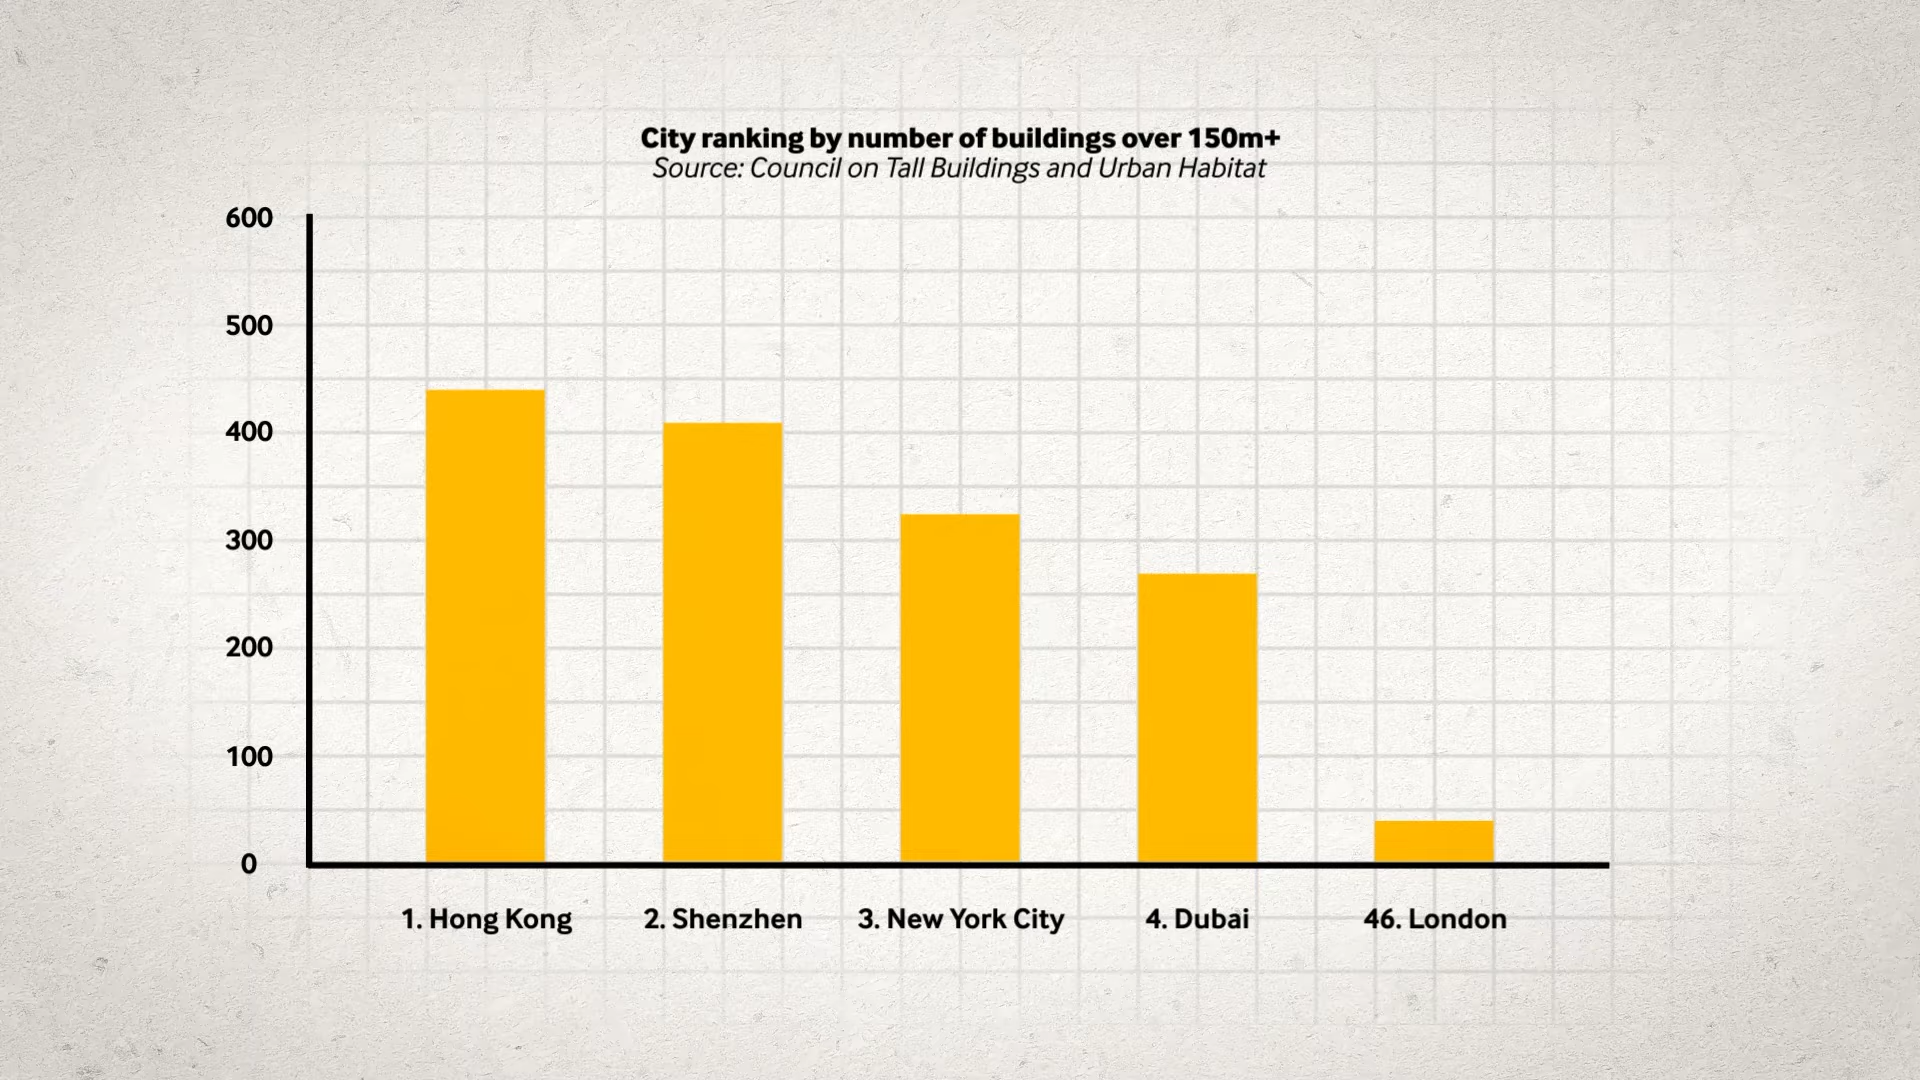 City ranking by number of buildings over 150m+
Source: Council on Tall Buildings and Urban Habitat
600
500
400
300
200
100
0
1. Hong Kong
2. Shenzhen
3. New York City
4. Dubai
46. London